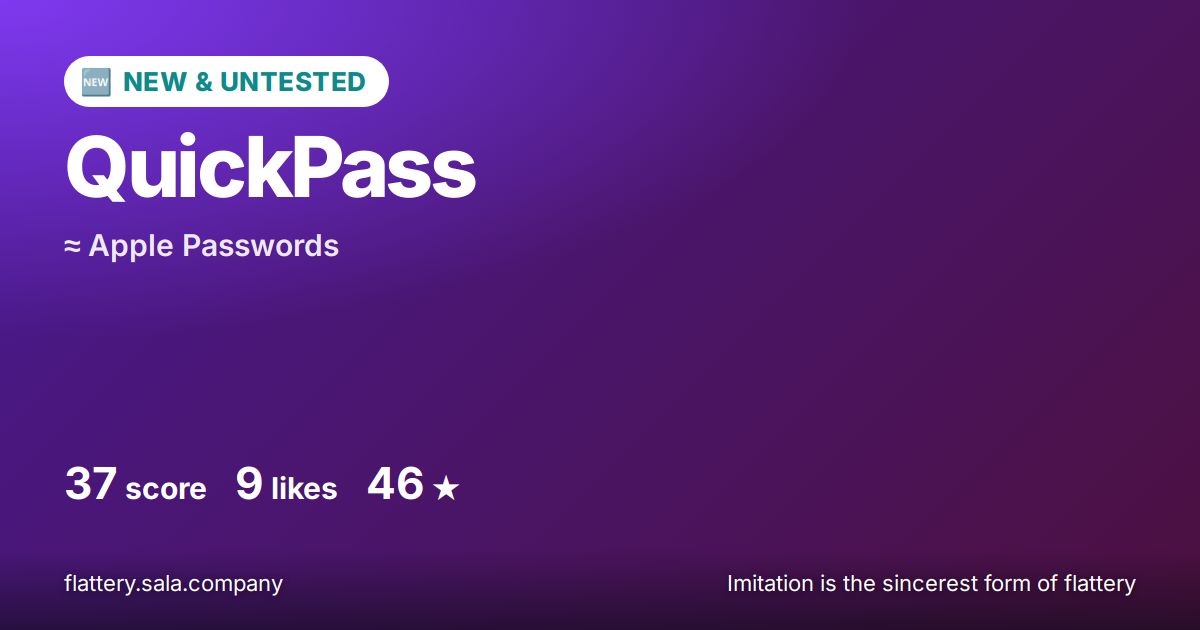 🆕 NEW & UNTESTED
QuickPass
≈ Apple Passwords
37 score 9 likes 46 ★
flattery.sala.company
Imitation is the sincerest form of flattery